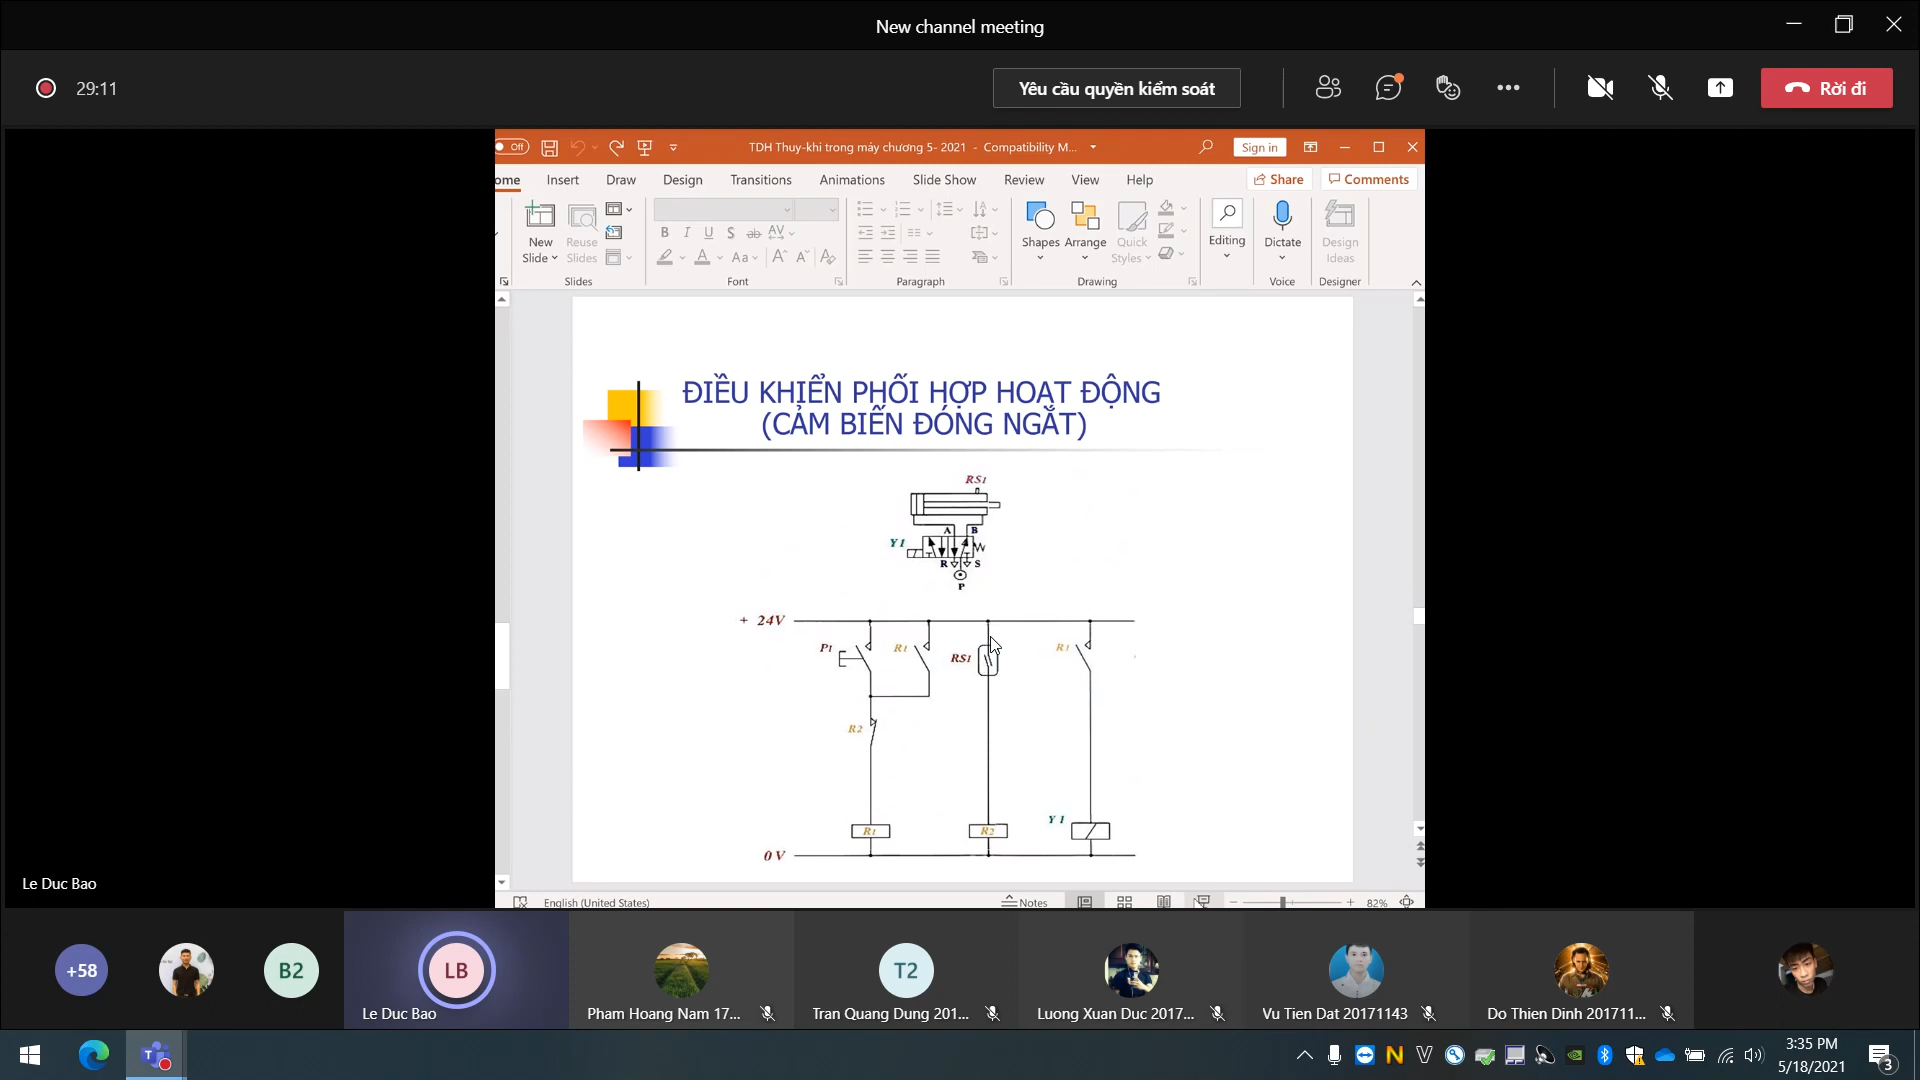 New channel meeting
29:11
Yêu cầu quyền kiểm soát
Rời đi
Off
TDH Thuy-khi trong máy chương 5- 2021 - Compatibility M...
Sign in
ome Insert Draw Design Transitions Animations Slide Show Review View Help
Share Comments
New Slide
Reuse Slides
Shapes
Arrange
Quick Styles
Editing
Dictate
Design Ideas
Slides Font Paragraph Drawing Voice Designer
ĐIỀU KHIỂN PHỐI HỢP HOẠT ĐỘNG
(CẢM BIẾN ĐÓNG NGẮT)
RS1
A B
Y1
R S
P
+ 24V
P1 R1 RS1 R1
R2
Y1
R1 R2
0 V
Le Duc Bao
English (United States)
Notes
82%
+58
B2
LB
Le Duc Bao
Pham Hoang Nam 17...
T2
Tran Quang Dung 201...
Luong Xuan Duc 2017...
Vu Tien Dat 20171143
Do Thien Dinh 201711...
3:35 PM
5/18/2021
3